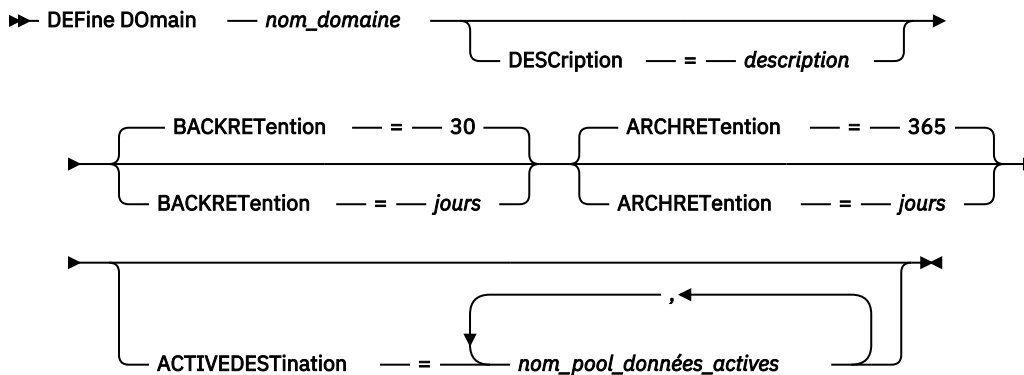 DEFine DOmain nom_domaine
DESCription = description
BACKRETention = 30 ARCHRETention = 365
BACKRETention = jours ARCHRETention = jours
,
ACTIVEDESTination = nom_pool_données_actives